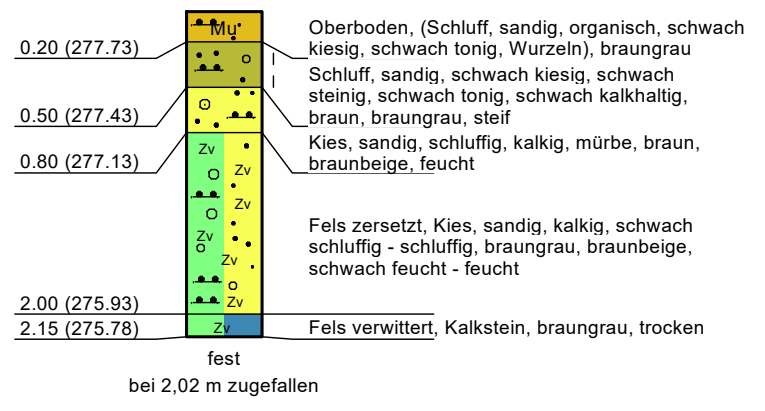 Mu
Oberboden, (Schluff, sandig, organisch, schwach
kiesig, schwach tonig, Wurzeln), braungrau
0.20 (277.73)
Schluff, sandig, schwach kiesig, schwach
steinig, schwach tonig, schwach kalkhaltig,
braun, braungrau, steif
0.50 (277.43)
Kies, sandig, schluffig, kalkig, mürbe, braun,
braunbeige, feucht
0.80 (277.13)
Zv
Zv
Zv
Zv
Zv
Zv
Fels zersetzt, Kies, sandig, kalkig, schwach
schluffig - schluffig, braungrau, braunbeige,
schwach feucht - feucht
2.00 (275.93)
Zv
Fels verwittert, Kalkstein, braungrau, trocken
2.15 (275.78)
fest
bei 2,02 m zugefallen